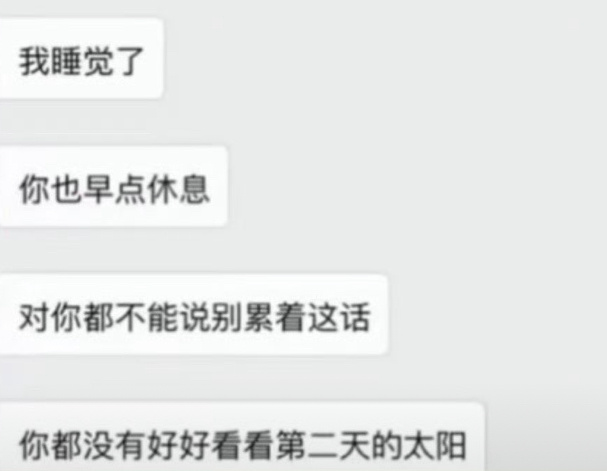 我睡觉了
你也早点休息
对你都不能说别累着这话
你都没有好好看看第二天的太阳